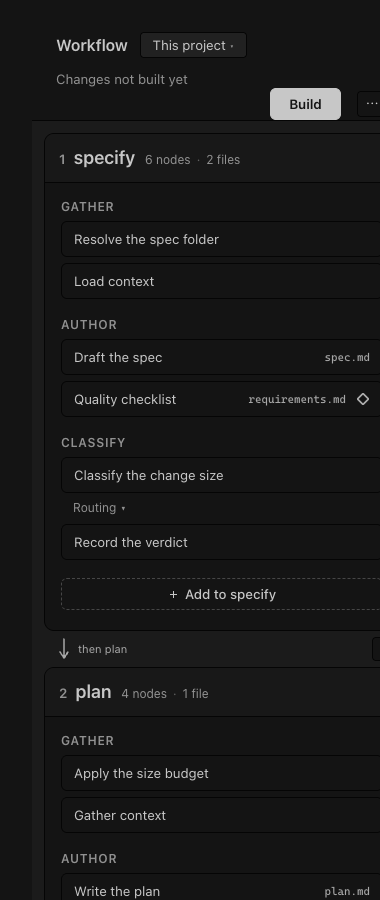 Workflow This project ·
Changes not built yet
Build ···
1 specify 6 nodes · 2 files
GATHER
Resolve the spec folder
Load context
AUTHOR
Draft the spec spec.md
Quality checklist requirements.md
CLASSIFY
Classify the change size
Routing
Record the verdict
+ Add to specify
then plan
2 plan 4 nodes · 1 file
GATHER
Apply the size budget
Gather context
AUTHOR
Write the plan plan.md